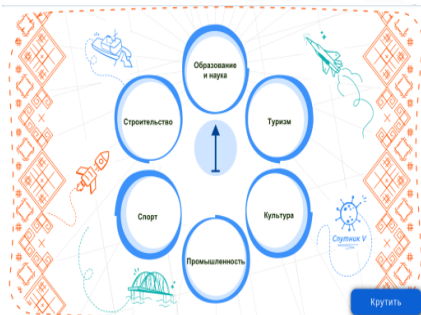 Образование
и наука
Строительство
Туризм
Спорт
Культура
Промышленность
Спутник V
Крутить